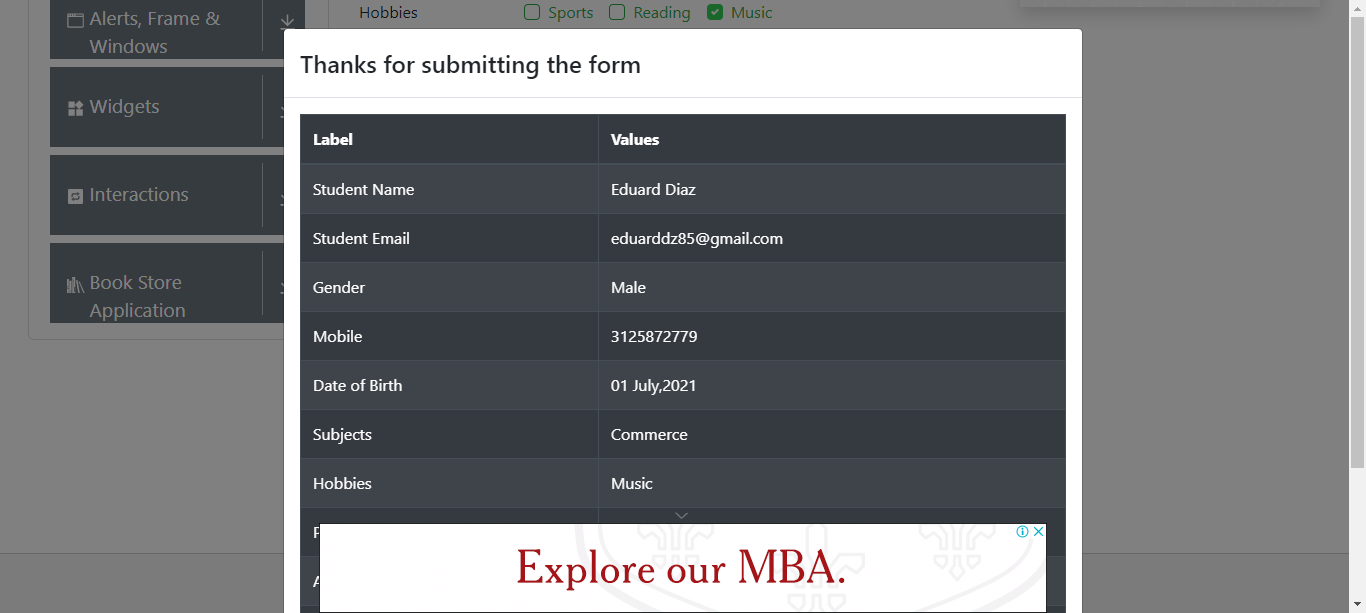 Alerts, Frame &
Windows
Hobbies Sports Reading Music
Thanks for submitting the form
Widgets
Interactions
Book Store
Application
Label Values
Student Name Eduard Diaz
Student Email eduarddz85@gmail.com
Gender Male
Mobile 3125872779
Date of Birth 01 July,2021
Subjects Commerce
Hobbies Music
Explore our MBA.